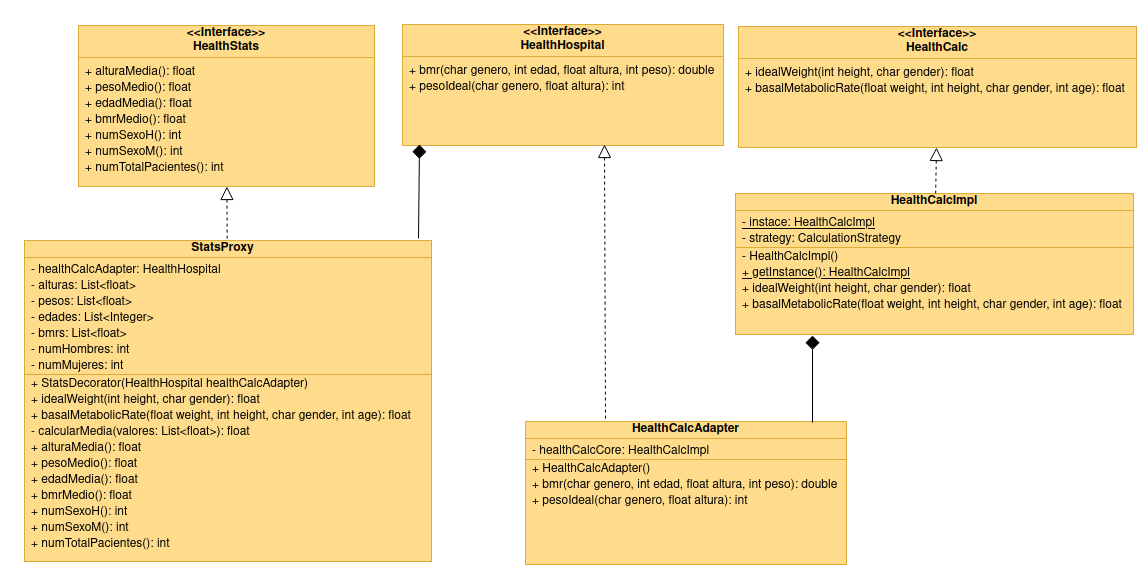 <<Interface>>
HealthStats
+ alturaMedia(): float
+ pesoMedio(): float
+ edadMedia(): float
+ bmrMedio(): float
+ numSexoH(): int
+ numSexoM(): int
+ numTotalPacientes(): int
<<Interface>>
HealthHospital
+ bmr(char genero, int edad, float altura, int peso): double
+ pesoIdeal(char genero, float altura): int
<<Interface>>
HealthCalc
+ idealWeight(int height, char gender): float
+ basalMetabolicRate(float weight, int height, char gender, int age): float
HealthCalcImpl
- instace: HealthCalcImpl
- strategy: CalculationStrategy
- HealthCalcImpl()
+ getInstance(): HealthCalcImpl
+ idealWeight(int height, char gender): float
+ basalMetabolicRate(float weight, int height, char gender, int age): float
StatsProxy
- healthCalcAdapter: HealthHospital
- alturas: List<float>
- pesos: List<float>
- edades: List<Integer>
- bmrs: List<float>
- numHombres: int
- numMujeres: int
+ StatsDecorator(HealthHospital healthCalcAdapter)
+ idealWeight(int height, char gender): float
+ basalMetabolicRate(float weight, int height, char gender, int age): float
- calcularMedia(valores: List<float>): float
+ alturaMedia(): float
+ pesoMedio(): float
+ edadMedia(): float
+ bmrMedio(): float
+ numSexoH(): int
+ numSexoM(): int
+ numTotalPacientes(): int
HealthCalcAdapter
- healthCalcCore: HealthCalcImpl
+ HealthCalcAdapter()
+ bmr(char genero, int edad, float altura, int peso): double
+ pesoIdeal(char genero, float altura): int